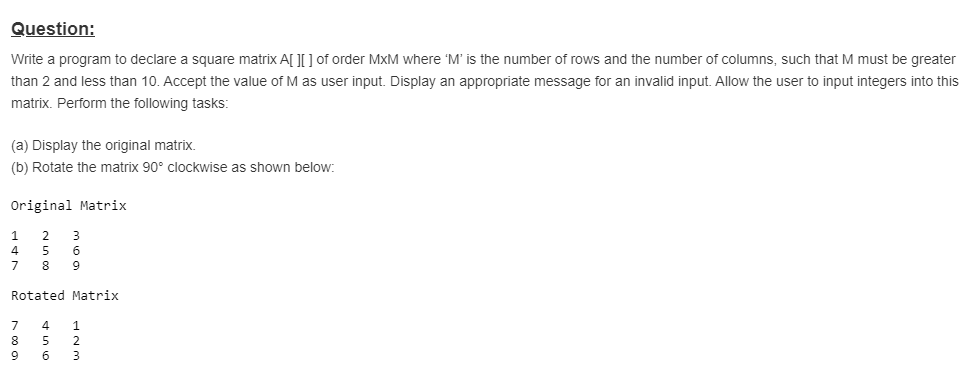 Question:
Write a program to declare a square matrix A[ ][ ] of order MxM where ‘M’ is the number of rows and the number of columns, such that M must be greater
than 2 and less than 10. Accept the value of M as user input. Display an appropriate message for an invalid input. Allow the user to input integers into this
matrix. Perform the following tasks:
(a) Display the original matrix.
(b) Rotate the matrix 90° clockwise as shown below:
Original Matrix
1 2 3
4 5 6
7 8 9
Rotated Matrix
7 4 1
8 5 2
9 6 3